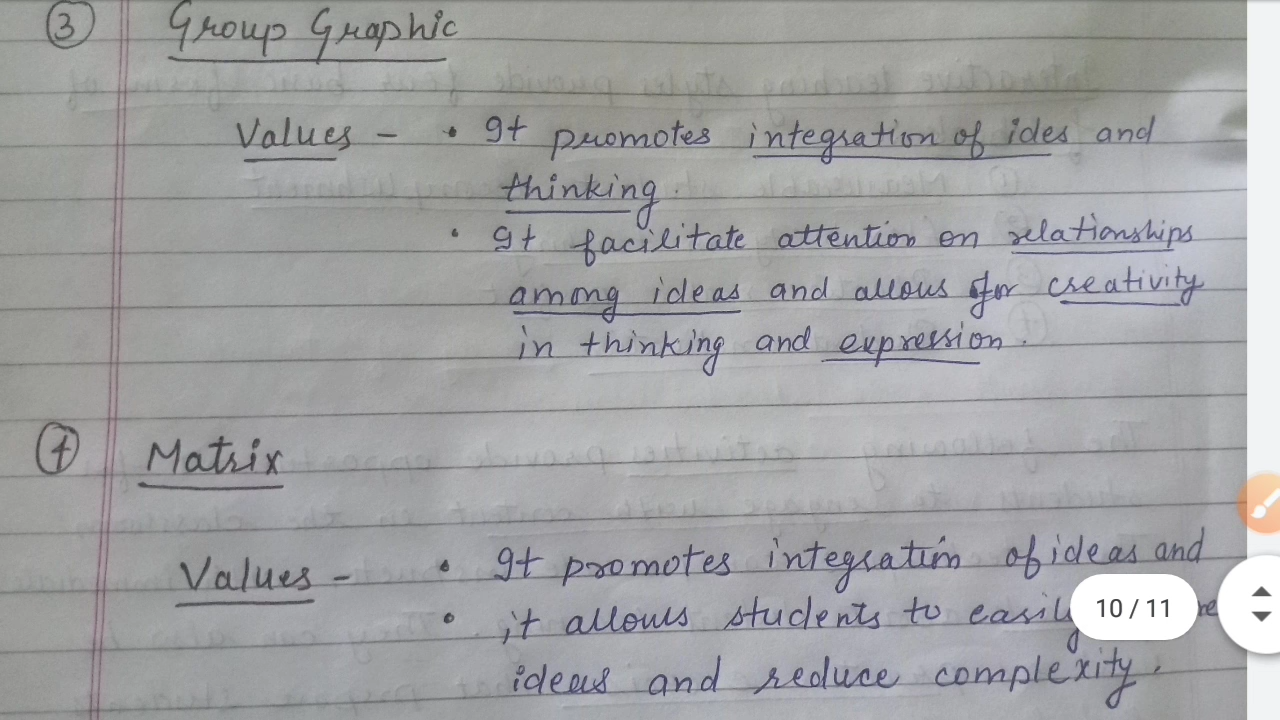 ③ Group Graphic
Values - • It promotes integration of ides and
thinking.
• It facilitate attention on relationships
among ideas and allous for creativity
in thinking and expression.
④ Matrix
Values - • It promotes integration of ideas and
• it allows students to easily
ideas and reduce complexity.
10 / 11